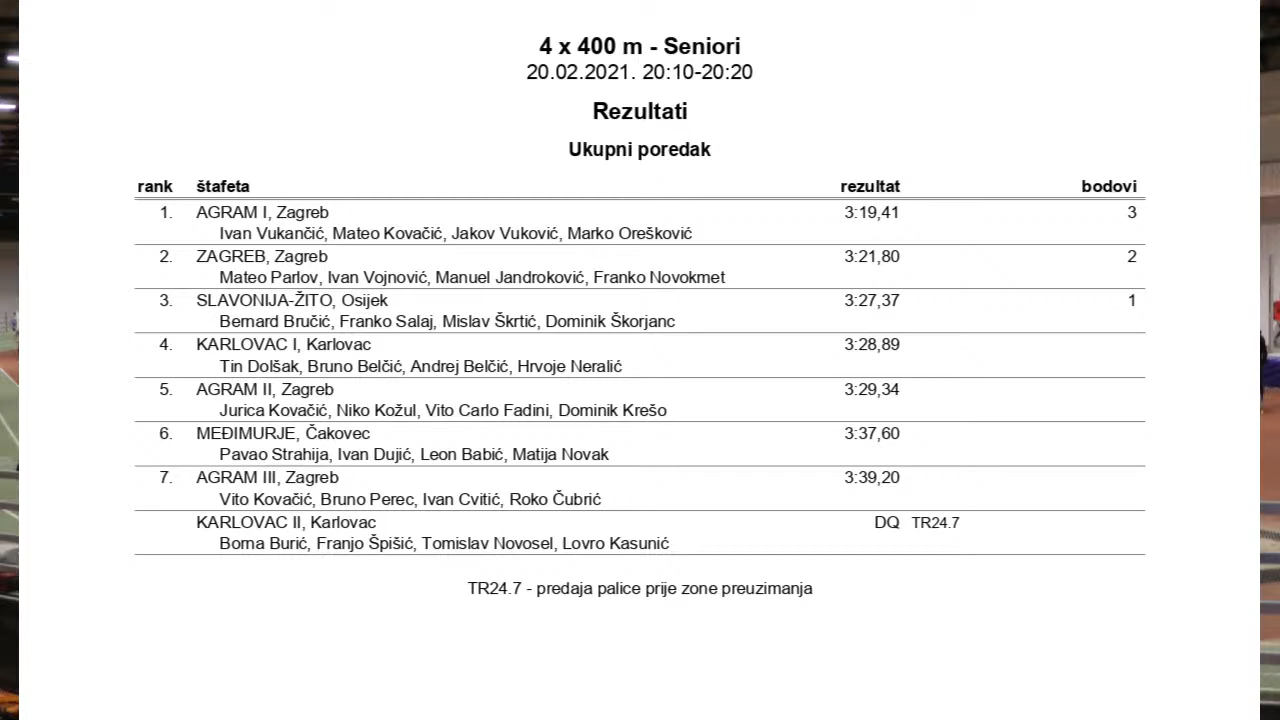 4 x 400 m - Seniori
20.02.2021. 20:10-20:20
Rezultati
Ukupni poredak
rank štafeta rezultat bodovi
1. AGRAM I, Zagreb 3:19,41 3
Ivan Vukančić, Mateo Kovačić, Jakov Vuković, Marko Orešković
2. ZAGREB, Zagreb 3:21,80 2
Mateo Parlov, Ivan Vojnović, Manuel Jandroković, Franko Novokmet
3. SLAVONIJA-ŽITO, Osijek 3:27,37 1
Bernard Bručić, Franko Salaj, Mislav Škrtić, Dominik Škorjanc
4. KARLOVAC I, Karlovac 3:28,89
Tin Dolšak, Bruno Belčić, Andrej Belčić, Hrvoje Neralić
5. AGRAM II, Zagreb 3:29,34
Jurica Kovačić, Niko Kožul, Vito Carlo Fadini, Dominik Krešo
6. MEĐIMURJE, Čakovec 3:37,60
Pavao Strahija, Ivan Dujić, Leon Babić, Matija Novak
7. AGRAM III, Zagreb 3:39,20
Vito Kovačić, Bruno Perec, Ivan Cvitić, Roko Čubrić
KARLOVAC II, Karlovac DQ TR24.7
Borna Burić, Franjo Špišić, Tomislav Novosel, Lovro Kasunić
TR24.7 - predaja palice prije zone preuzimanja